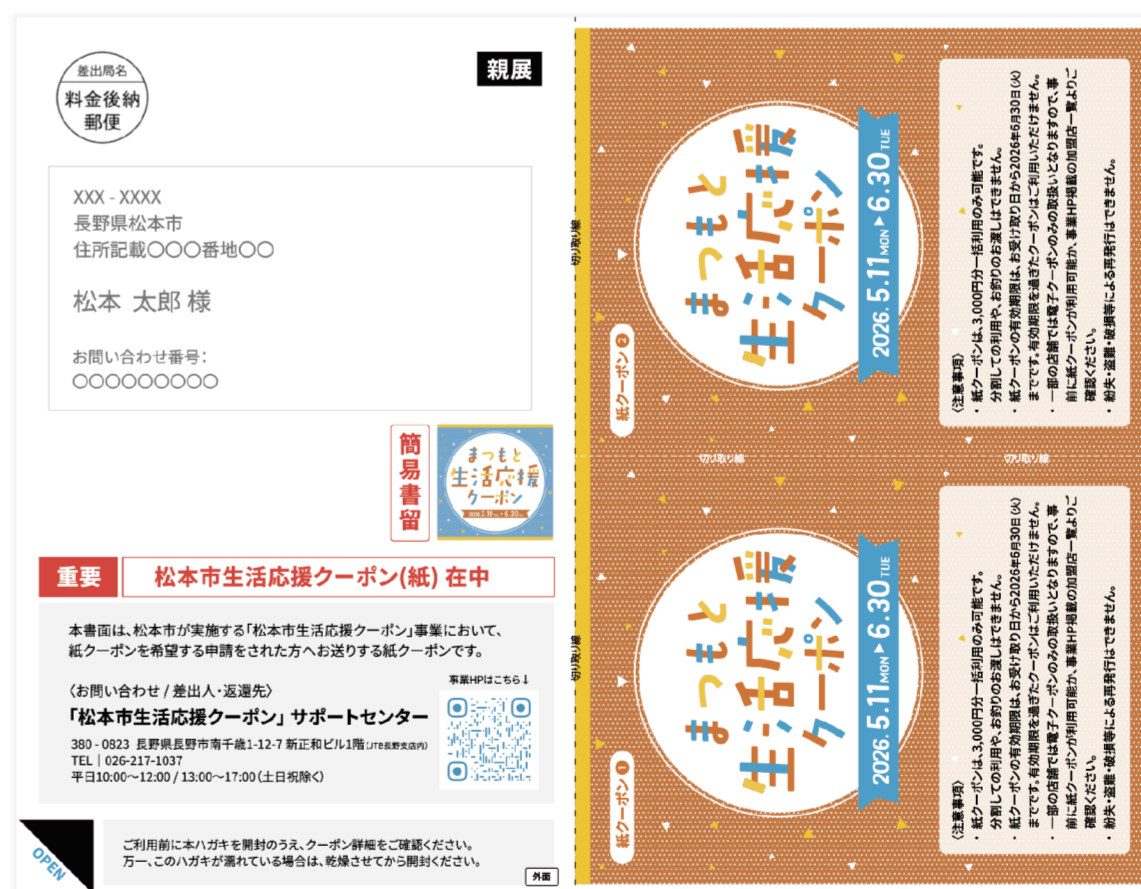 差出局名
料金後納
郵便
親展
XXX - XXXX
長野県松本市
住所記載〇〇〇番地〇〇
松本 太郎 様
お問い合わせ番号：
〇〇〇〇〇〇〇〇〇
簡易書留
まつもと
生活応援
クーポン
重要
松本市生活応援クーポン(紙) 在中
本書面は、松本市が実施する「松本市生活応援クーポン」事業において、
紙クーポンを希望する申請をされた方へお送りする紙クーポンです。
〈お問い合わせ / 差出人・返還先〉
「松本市生活応援クーポン」 サポートセンター
380 - 0823 長野県長野市南千歳1-12-7 新正和ビル1階(JTB長野支店内)
TEL｜026-217-1037
平日10:00～12:00 / 13:00～17:00（土日祝除く）
事業HPはこちら↓
OPEN
ご利用前に本ハガキを開封のうえ、クーポン詳細をご確認ください。
万一、このハガキが濡れている場合は、乾燥させてから開封ください。
外面
切り取り線
切り取り線
紙クーポン ❷
まつもと
生活応援
クーポン
2026. 5.11 MON ▶ 6.30 TUE
〈注意事項〉
・ 紙クーポンは、3,000円分一括利用のみ可能です。
分割しての利用や、お釣りのお渡しはできません。
・ 紙クーポンの有効期限は、お受け取り日から2026年6月30日（火）
までです。有効期限を過ぎたクーポンはご利用いただけません。
・ 一部の店舗では電子クーポンのみの取扱いとなりますので、事
前に紙クーポンが利用可能か、事業HP掲載の加盟店一覧よりご
確認ください。
・ 紛失・盗難・破損等による再発行はできません。
切り取り線
切り取り線
紙クーポン ❶
まつもと
生活応援
クーポン
2026. 5.11 MON ▶ 6.30 TUE
〈注意事項〉
・ 紙クーポンは、3,000円分一括利用のみ可能です。
分割しての利用や、お釣りのお渡しはできません。
・ 紙クーポンの有効期限は、お受け取り日から2026年6月30日（火）
までです。有効期限を過ぎたクーポンはご利用いただけません。
・ 一部の店舗では電子クーポンのみの取扱いとなりますので、事
前に紙クーポンが利用可能か、事業HP掲載の加盟店一覧よりご
確認ください。
・ 紛失・盗難・破損等による再発行はできません。